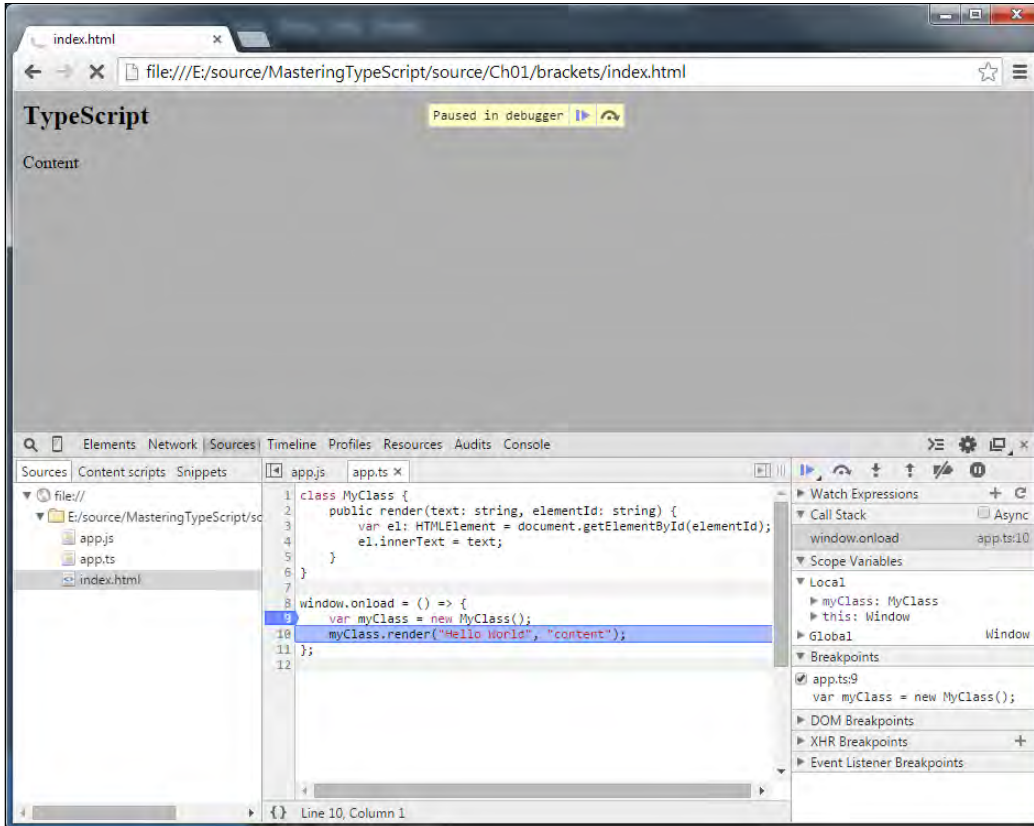 index.html ×
file:///E:/source/MasteringTypeScript/source/Ch01/brackets/index.html
TypeScript
Paused in debugger
Content
Elements Network Sources Timeline Profiles Resources Audits Console
Sources Content scripts Snippets
app.js app.ts ×
file://
E:/source/MasteringTypeScript/sc
app.js
app.ts
index.html
1 class MyClass {
2 public render(text: string, elementId: string) {
3 var el: HTMLElement = document.getElementById(elementId);
4 el.innerText = text;
5 }
6 }
7
8 window.onload = () => {
9 var myClass = new MyClass();
10 myClass.render("Hello World", "content");
11 };
12
{} Line 10, Column 1
Watch Expressions + C
Call Stack Async
window.onload app.ts:10
Scope Variables
Local
myClass: MyClass
this: Window
Global Window
Breakpoints
app.ts:9
var myClass = new MyClass();
DOM Breakpoints
XHR Breakpoints +
Event Listener Breakpoints